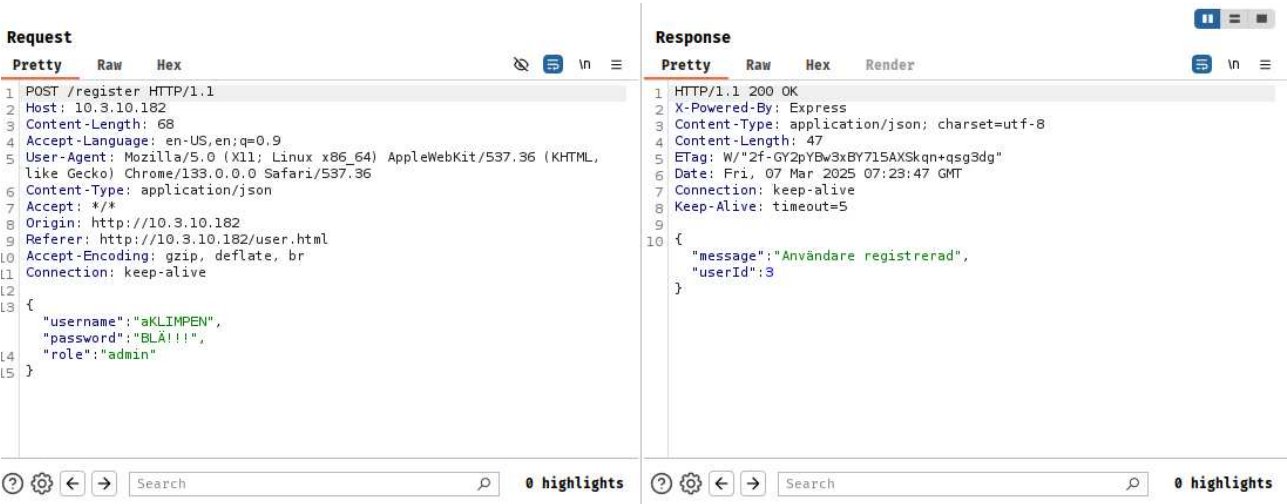 Request
Pretty Raw Hex \n
1 POST /register HTTP/1.1
2 Host: 10.3.10.182
3 Content-Length: 68
4 Accept-Language: en-US,en;q=0.9
5 User-Agent: Mozilla/5.0 (X11; Linux x86_64) AppleWebKit/537.36 (KHTML,
like Gecko) Chrome/133.0.0.0 Safari/537.36
6 Content-Type: application/json
7 Accept: */*
8 Origin: http://10.3.10.182
9 Referer: http://10.3.10.182/user.html
10 Accept-Encoding: gzip, deflate, br
11 Connection: keep-alive
12
13 {
"username":"aKLIMPEN",
"password":"BLÄ!!!",
14 "role":"admin"
15 }
Search 0 highlights
Response
Pretty Raw Hex Render \n
1 HTTP/1.1 200 OK
2 X-Powered-By: Express
3 Content-Type: application/json; charset=utf-8
4 Content-Length: 47
5 ETag: W/"2f-GY2pYBw3xBY715AXSkqn+qsg3dg"
6 Date: Fri, 07 Mar 2025 07:23:47 GMT
7 Connection: keep-alive
8 Keep-Alive: timeout=5
9
10 {
"message":"Användare registrerad",
"userId":3
}
Search 0 highlights